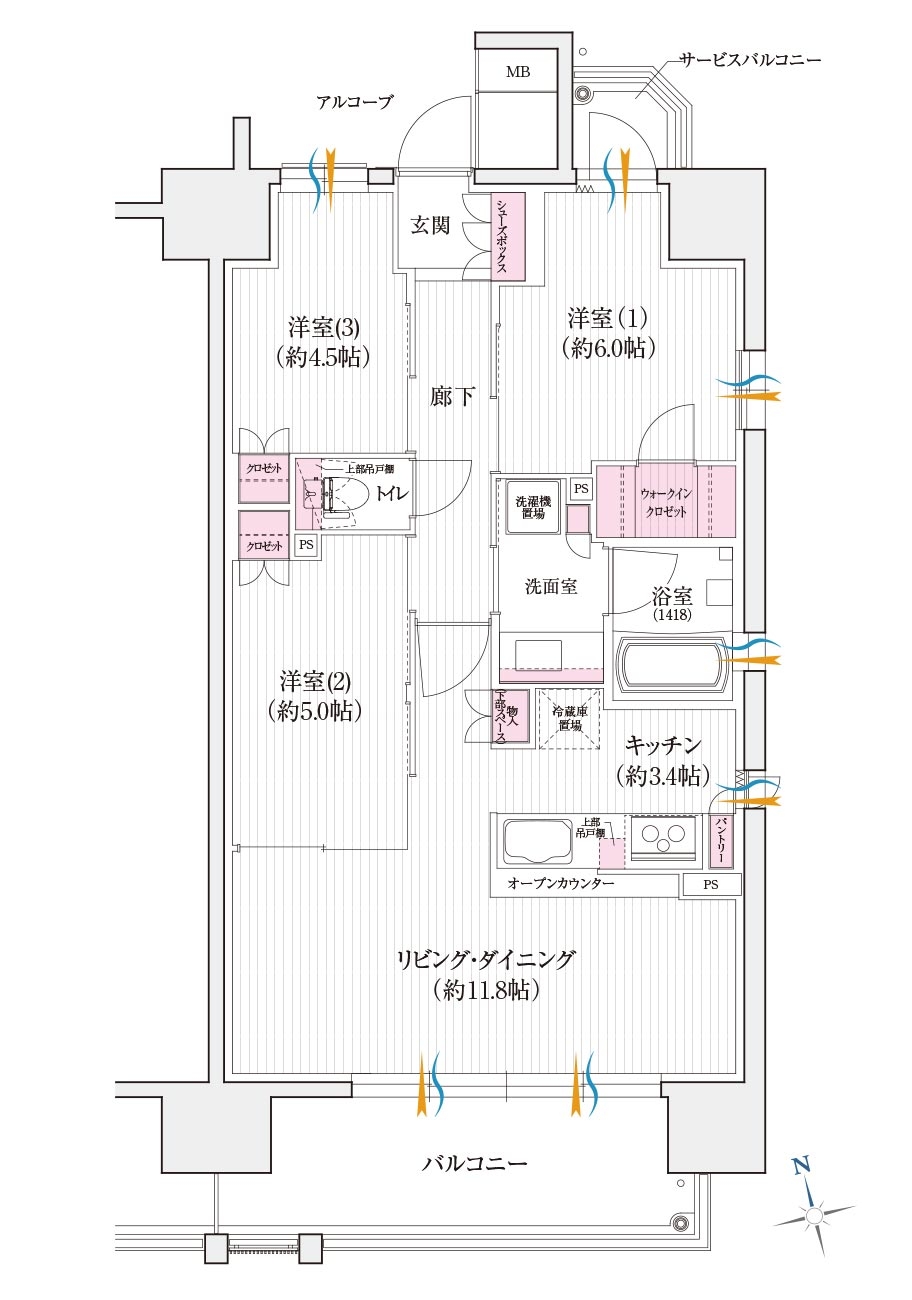 MB
サービスバルコニー
アルコーブ
玄関
シューズボックス
洋室(3)
(約4.5帖)
洋室(1)
(約6.0帖)
廊下
クロゼット
上部吊戸棚
トイレ
洗濯機
置場
PS
ウォークイン
クロゼット
クロゼット
PS
洗面室
浴室
(1418)
洋室(2)
(約5.0帖)
物入
(下部スペース)
冷蔵庫
置場
キッチン
(約3.4帖)
上部
吊戸棚
パントリー
オープンカウンター
PS
リビング・ダイニング
(約11.8帖)
バルコニー
N